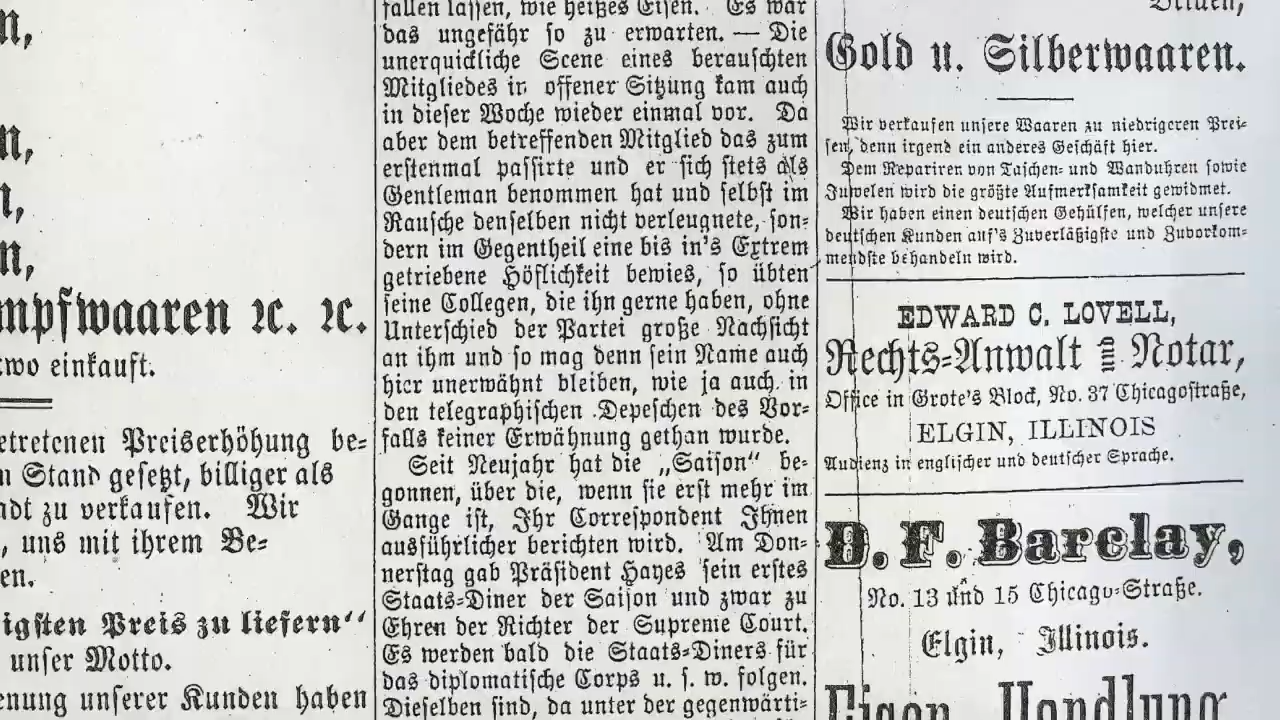 n,
n,
n,
n,
mpfwaaren ꝛc. ꝛc.
two einkauft.
etretenen Preiserhöhung be=
n Stand gesetzt, billiger als
adt zu verkaufen. Wir
, uns mit ihrem Be=
en.
igsten Preis zu liefern“
unser Motto.
enung unserer Kunden haben
fallen lassen, wie heißes Eisen. Es war
das ungefähr so zu erwarten. — Die
unerquickliche Scene eines berauschten
Mitgliedes in offener Sitzung kam auch
in dieser Woche wieder einmal vor. Da
aber dem betreffenden Mitglied das zum
erstenmal passirte und er sich stets als
Gentleman benommen hat und selbst im
Rausche denselben nicht verleugnete, son=
dern im Gegentheil eine bis in's Extrem
getriebene Höflichkeit bewies, so übten
seine Collegen, die ihn gerne haben, ohne
Unterschied der Partei große Nachsicht
an ihm und so mag denn sein Name auch
hier unerwähnt bleiben, wie ja auch in
den telegraphischen Depeschen des Vor=
falls keiner Erwähnung gethan wurde.
Seit Neujahr hat die „Saison“ be=
gonnen, über die, wenn sie erst mehr im
Gange ist, Ihr Correspondent Ihnen
ausführlicher berichten wird. Am Don=
nerstag gab Präsident Hayes sein erstes
Staats=Diner der Saison und zwar zu
Ehren der Richter der Supreme Court.
Es werden bald die Staats=Diners für
das diplomatische Corps u. s. w. folgen.
Dieselben sind, da unter der gegenwärti=
Gold u. Silberwaaren.
Wir verkaufen unsere Waaren zu niedrigeren Prei=
sen, denn irgend ein anderes Geschäft hier.
Dem Repariren von Taschen= und Wanduhren sowie
Juwelen wird die größte Aufmerksamkeit gewidmet.
Wir haben einen deutschen Gehülfen, welcher unsere
deutschen Kunden auf's Zuverläßigste und Zuvorkom=
mendste behandeln wird.
EDWARD C. LOVELL,
Rechts=Anwalt und Notar,
Office in Grote's Block, No. 37 Chicagostraße,
ELGIN, ILLINOIS
Audienz in englischer und deutscher Sprache.
D. F. Barclay,
No. 13 und 15 Chicago=Straße.
Elgin, Illinois.
Eisen Handlung